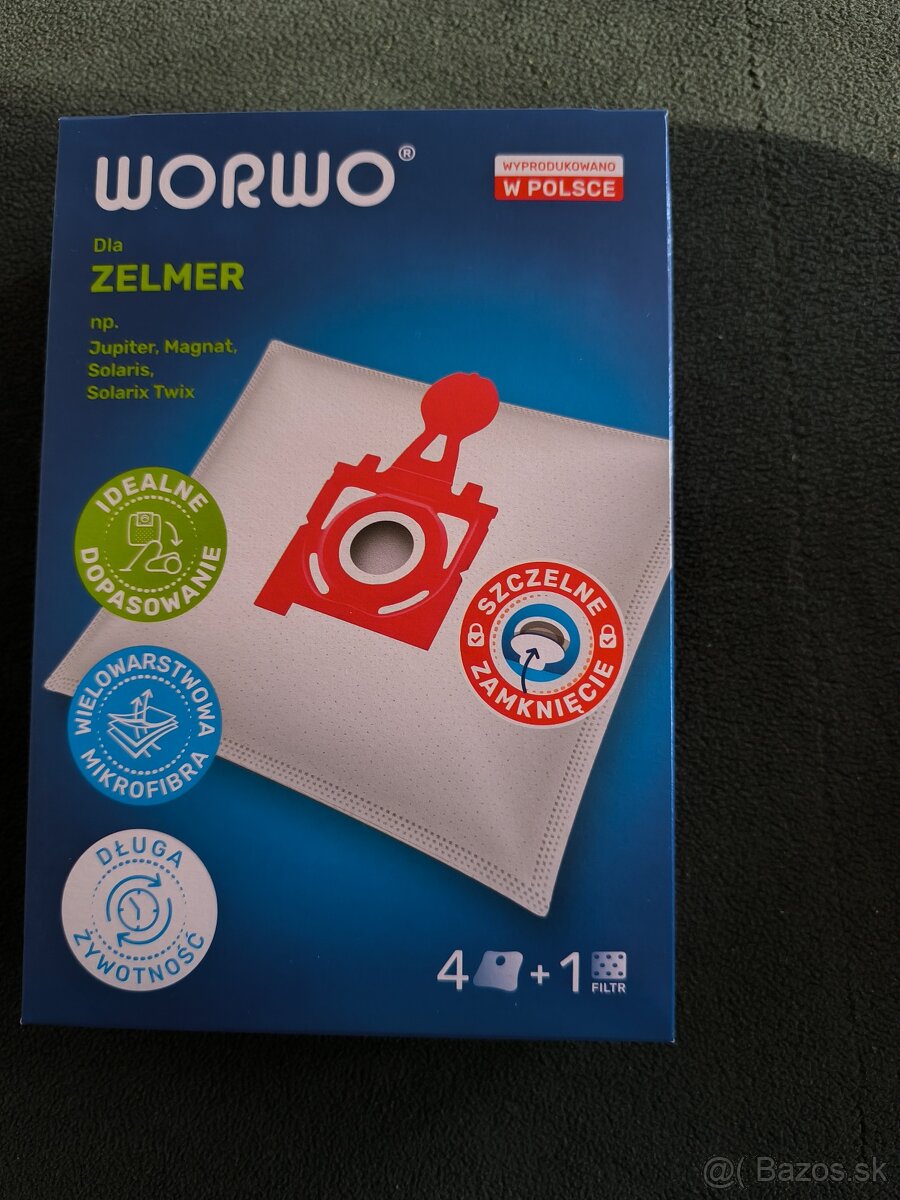 WORWO®
WYPRODUKOWANO
W POLSCE
Dla
ZELMER
np.
Jupiter, Magnat,
Solaris,
Solarix Twix
IDEALNE
DOPASOWANIE
SZCZELNE
ZAMKNIĘCIE
WIELOWARSTWOWA
MIKROFIBRA
DŁUGA
ŻYWOTNOŚĆ
4 + 1
FILTR
@( Bazos.sk